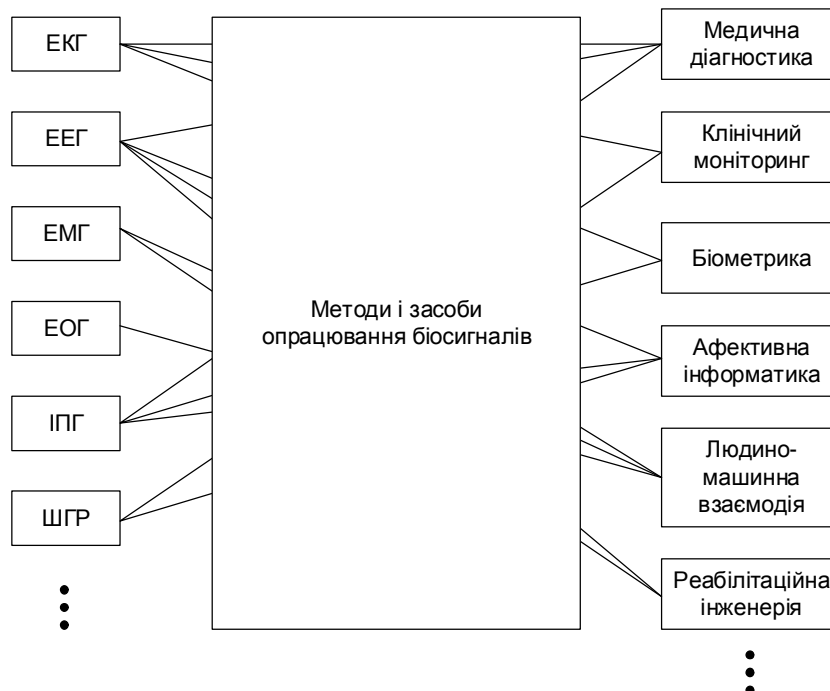 ЕКГ
ЕЕГ
ЕМГ
ЕОГ
ІПГ
ШГР
Методи і засоби
опрацювання біосигналів
Медична
діагностика
Клінічний
моніторинг
Біометрика
Афективна
інформатика
Людино-
машинна
взаємодія
Реабілітаційна
інженерія